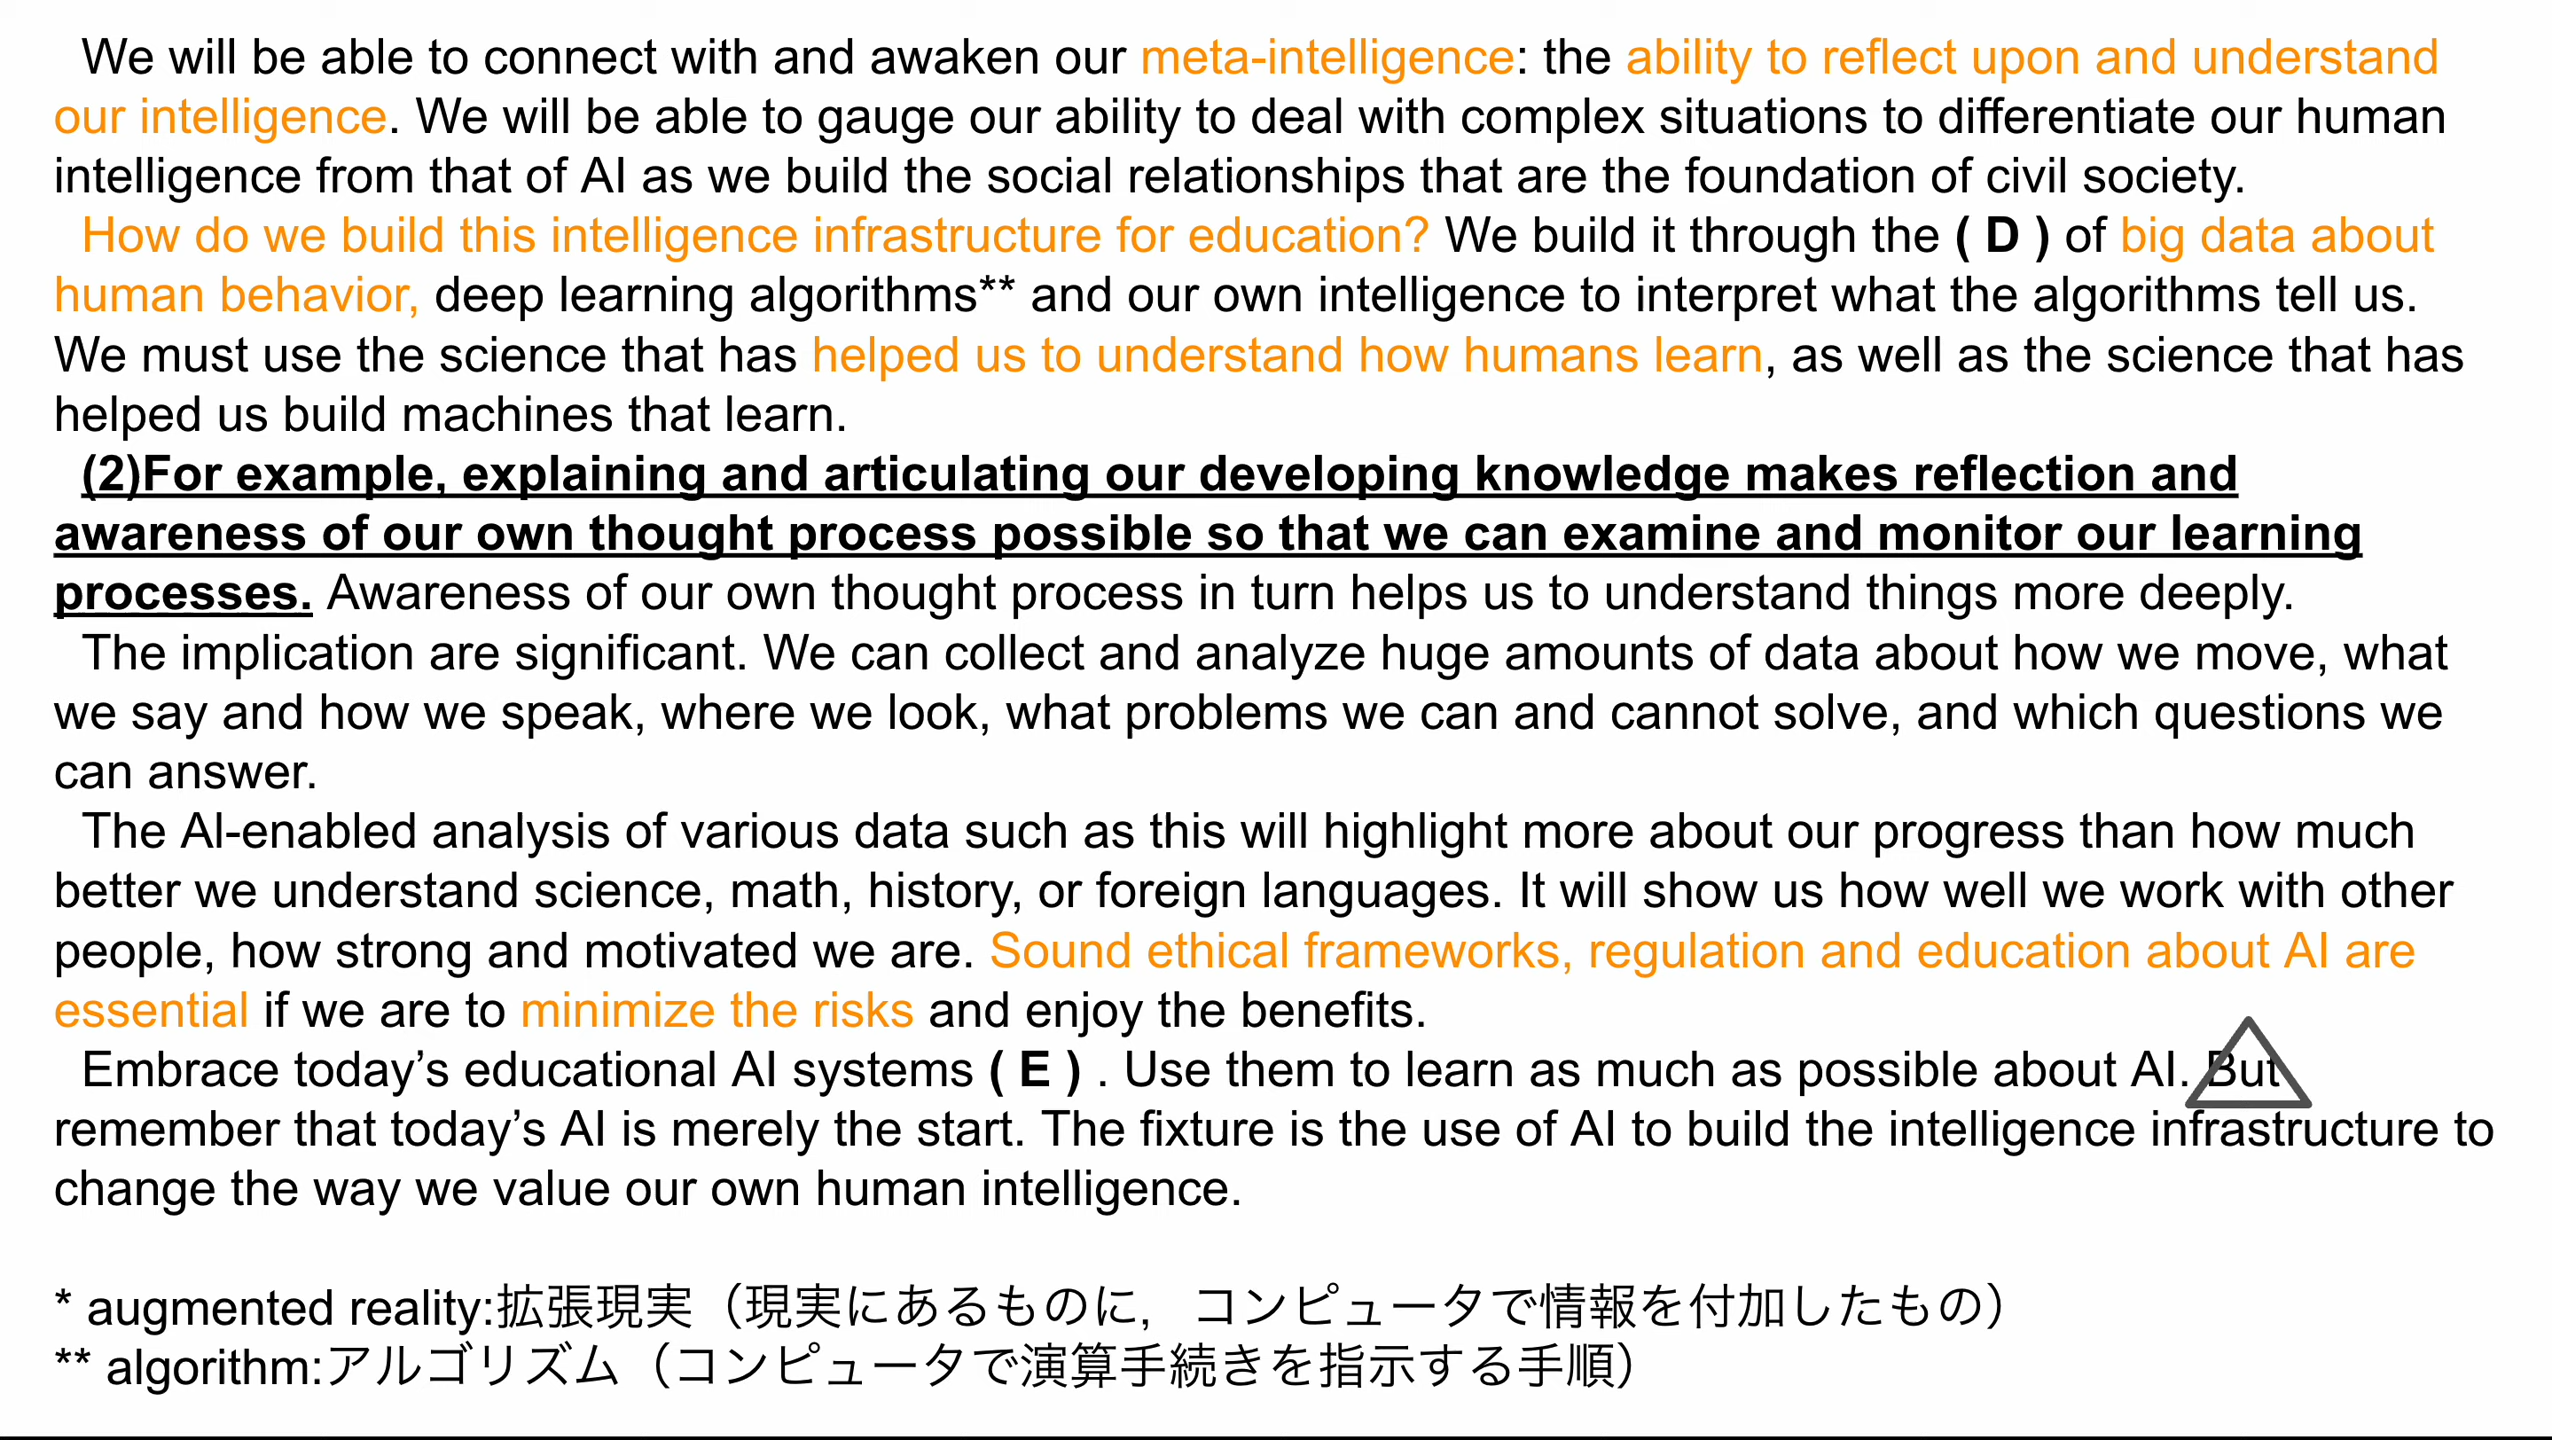 We will be able to connect with and awaken our meta-intelligence: the ability to reflect upon and understand
our intelligence. We will be able to gauge our ability to deal with complex situations to differentiate our human
intelligence from that of AI as we build the social relationships that are the foundation of civil society.
How do we build this intelligence infrastructure for education? We build it through the ( D ) of big data about
human behavior, deep learning algorithms** and our own intelligence to interpret what the algorithms tell us.
We must use the science that has helped us to understand how humans learn, as well as the science that has
helped us build machines that learn.
(2)For example, explaining and articulating our developing knowledge makes reflection and
awareness of our own thought process possible so that we can examine and monitor our learning
processes. Awareness of our own thought process in turn helps us to understand things more deeply.
The implication are significant. We can collect and analyze huge amounts of data about how we move, what
we say and how we speak, where we look, what problems we can and cannot solve, and which questions we
can answer.
The AI-enabled analysis of various data such as this will highlight more about our progress than how much
better we understand science, math, history, or foreign languages. It will show us how well we work with other
people, how strong and motivated we are. Sound ethical frameworks, regulation and education about AI are
essential if we are to minimize the risks and enjoy the benefits.
Embrace today’s educational AI systems ( E ) . Use them to learn as much as possible about AI. But
remember that today’s AI is merely the start. The fixture is the use of AI to build the intelligence infrastructure to
change the way we value our own human intelligence.
* augmented reality:拡張現実（現実にあるものに, コンピュータで情報を付加したもの）
** algorithm:アルゴリズム（コンピュータで演算手続きを指示する手順）